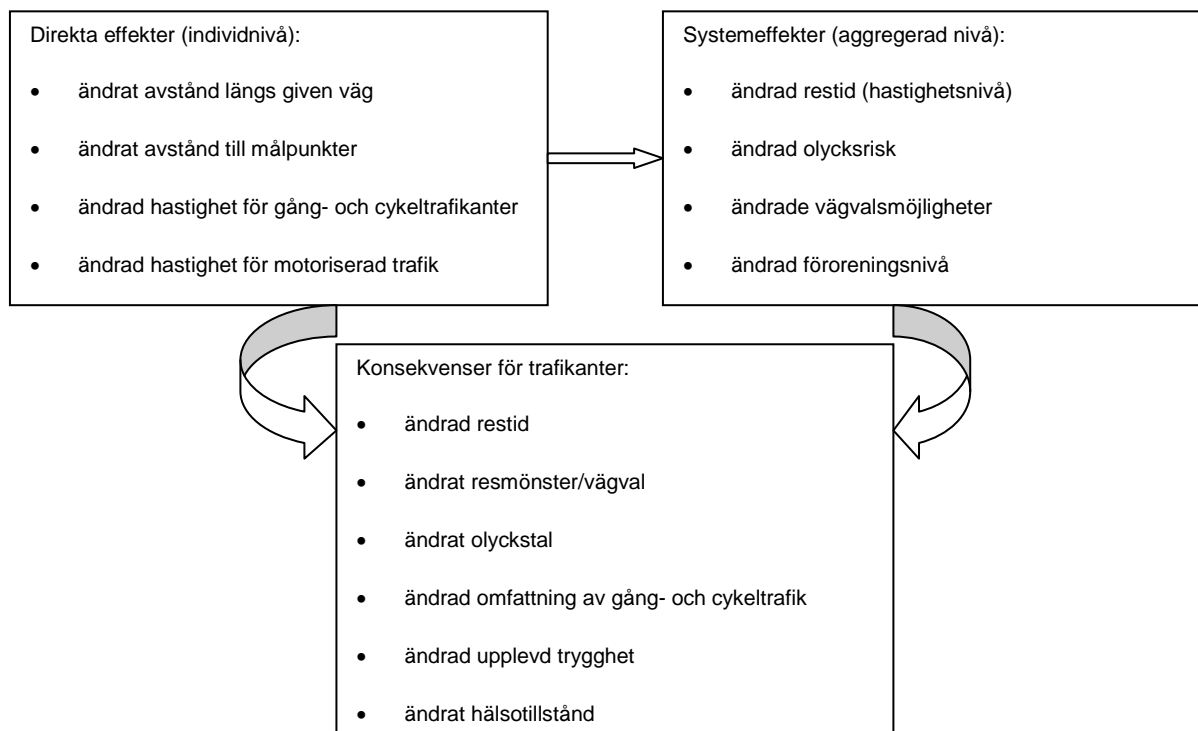 Direkta effekter (individnivå):
• ändrat avstånd längs given väg
• ändrat avstånd till målpunkter
• ändrad hastighet för gång- och cykeltrafikanter
• ändrad hastighet för motoriserad trafik
Systemeffekter (aggregerad nivå):
• ändrad restid (hastighetsnivå)
• ändrad olycksrisk
• ändrade vägvalsmöjligheter
• ändrad föroreningsnivå
Konsekvenser för trafikanter:
• ändrad restid
• ändrat resmönster/vägval
• ändrat olyckstal
• ändrad omfattning av gång- och cykeltrafik
• ändrad upplevd trygghet
• ändrat hälsotillstånd